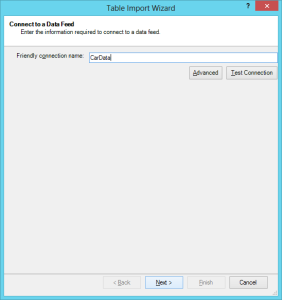 Table Import Wizard
? x
Connect to a Data Feed
Enter the information required to connect to a data feed.
Friendly connection name: CarData
Advanced Test Connection
< Back Next > Finish Cancel